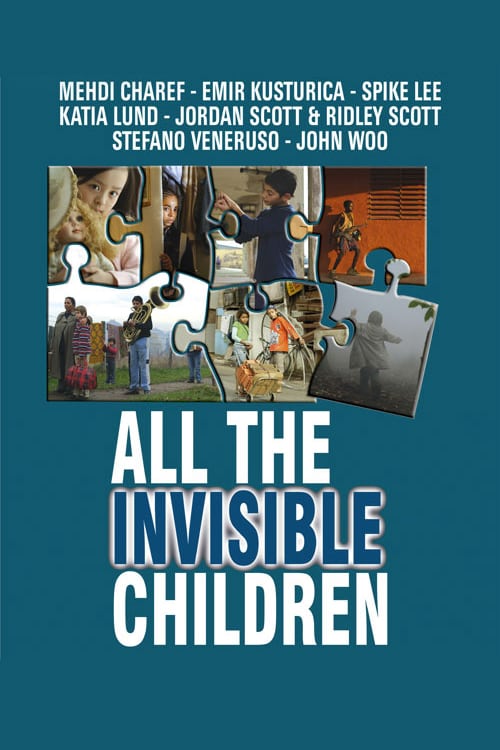 MEHDI CHAREF - EMIR KUSTURICA - SPIKE LEE
KATIA LUND - JORDAN SCOTT & RIDLEY SCOTT
STEFANO VENERUSO - JOHN WOO
ALL THE
INVISIBLE
CHILDREN